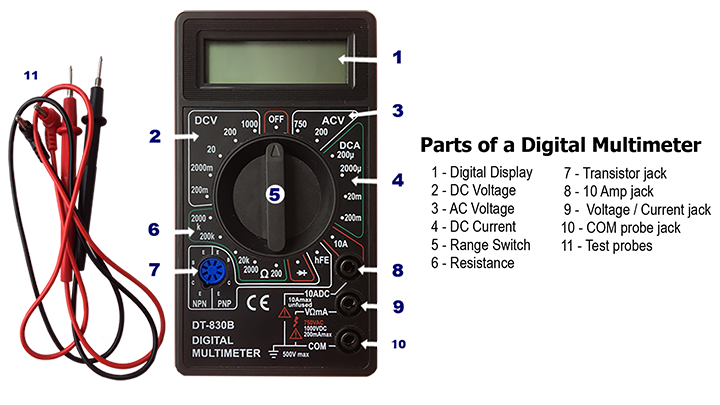 1
11
DCV
1000
OFF
750
ACV
3
2
200
200
DCA
20
200µ
2000m
2000µ
4
200m
20m
5
2000
k
200k
200m
6
10A
20k
2000
Ω
200
hFE
7
E
E
B
B
C
C
E
E
NPN
PNP
8
10ADC
10Amax
unfused
VΩmA
9
750VAC
1000VDC
200mAmax
DT-830B
DIGITAL
MULTIMETER
500V max
COM
10
Parts of a Digital Multimeter
1 - Digital Display
2 - DC Voltage
3 - AC Voltage
4 - DC Current
5 - Range Switch
6 - Resistance
7 - Transistor jack
8 - 10 Amp jack
9 - Voltage / Current jack
10 - COM probe jack
11 - Test probes